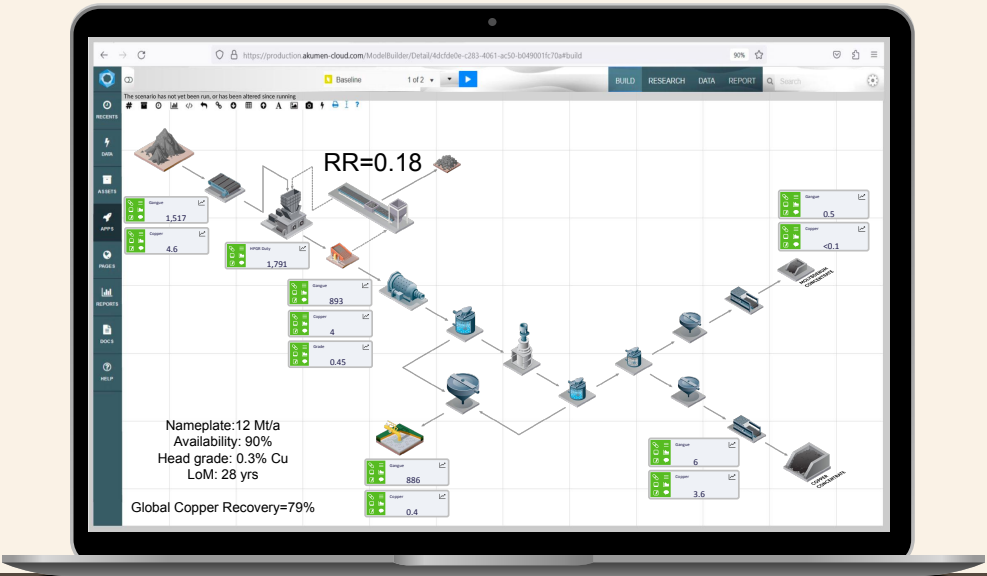 https://production.akumen-cloud.com/ModelBuilder/Detail/4dcfde0e-c283-4061-ac50-b049001fc70a#build
90%
Baseline
1 of 2
BUILD RESEARCH DATA REPORT
Search
The scenario has not yet been run, or has been altered since running
RECENTS
DATA
ASSETS
APPS
PAGES
REPORTS
DOCS
HELP
RR=0.18
Gangue
1,517
Copper
4.6
HPGR Duty
1,791
Gangue
893
Copper
4
Grade
0.45
Gangue
0.5
Copper
<0.1
MOLYBDENUM
CONCENTRATE
Nameplate:12 Mt/a
Availability: 90%
Head grade: 0.3% Cu
LoM: 28 yrs
Global Copper Recovery=79%
Gangue
886
Copper
0.4
Gangue
6
Copper
3.6
COPPER
CONCENTRATE